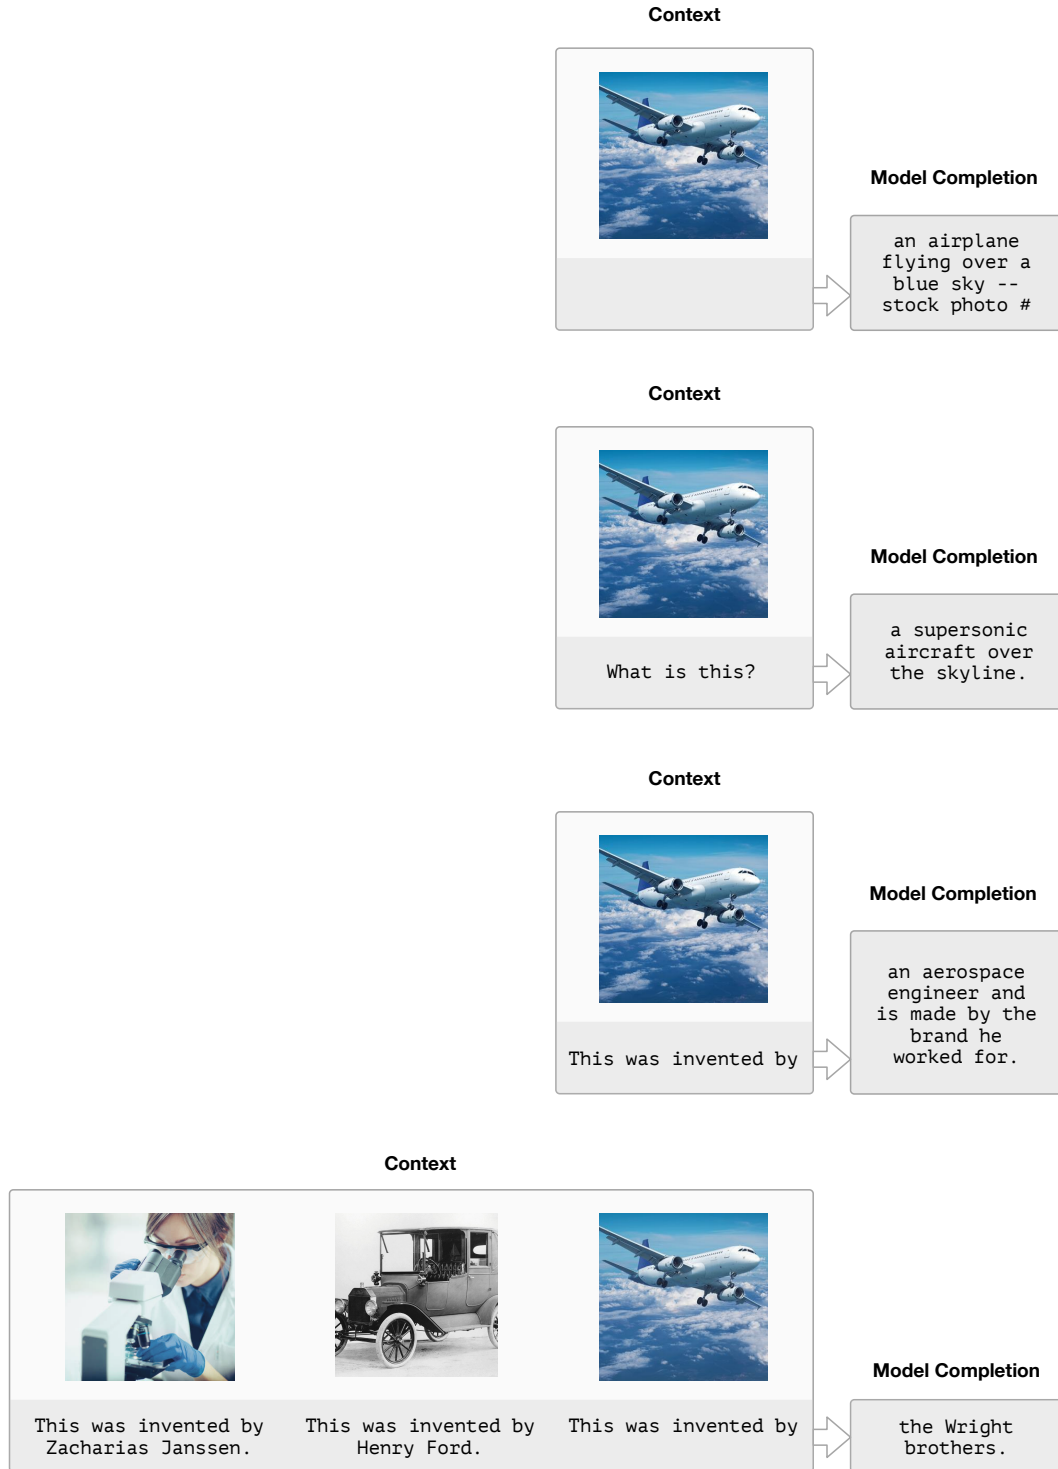 Context
Model Completion
an airplane
flying over a
blue sky --
stock photo #
Context
Model Completion
What is this?
a supersonic
aircraft over
the skyline.
Context
Model Completion
This was invented by
an aerospace
engineer and
is made by the
brand he
worked for.
Context
Model Completion
This was invented by
Zacharias Janssen.
This was invented by
Henry Ford.
This was invented by
the Wright
brothers.